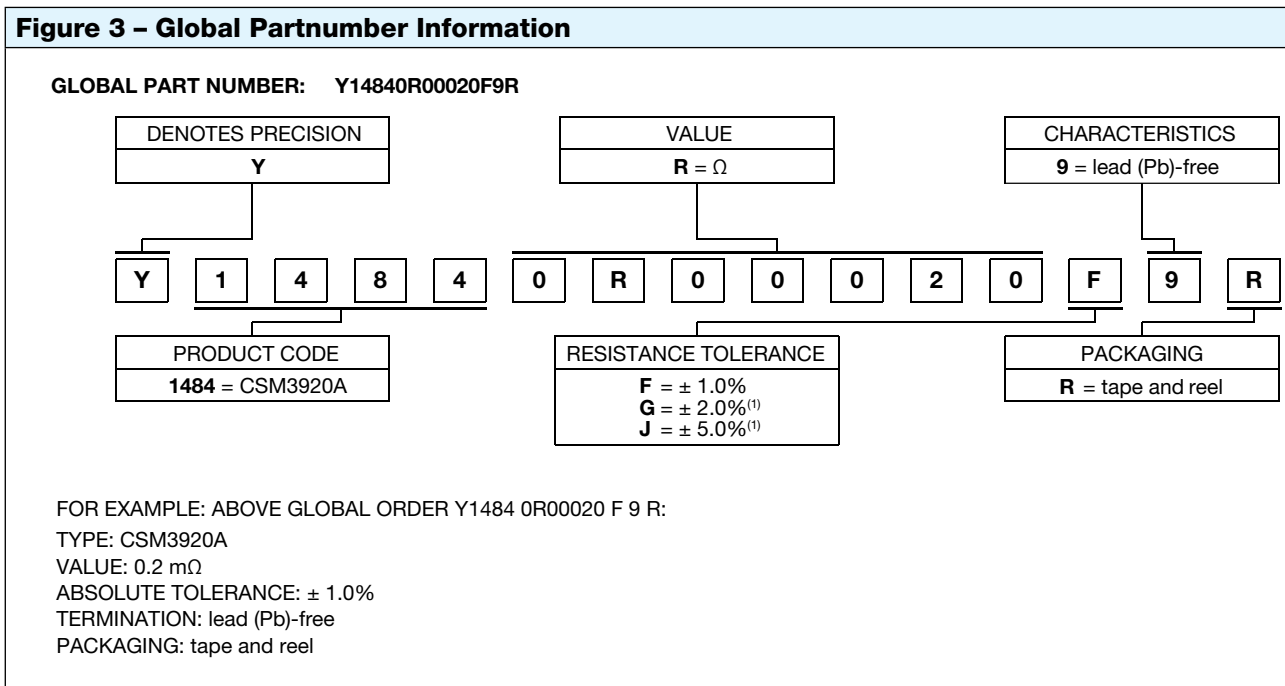 Figure 3 – Global Partnumber Information
GLOBAL PART NUMBER: Y14840R00020F9R
DENOTES PRECISION
Y
VALUE
R = Ω
CHARACTERISTICS
9 = lead (Pb)-free
Y 1 4 8 4 0 R 0 0 0 2 0 F 9 R
PRODUCT CODE
1484 = CSM3920A
RESISTANCE TOLERANCE
F = ± 1.0%
G = ± 2.0%(1)
J = ± 5.0%(1)
PACKAGING
R = tape and reel
FOR EXAMPLE: ABOVE GLOBAL ORDER Y1484 0R00020 F 9 R:
TYPE: CSM3920A
VALUE: 0.2 mΩ
ABSOLUTE TOLERANCE: ± 1.0%
TERMINATION: lead (Pb)-free
PACKAGING: tape and reel